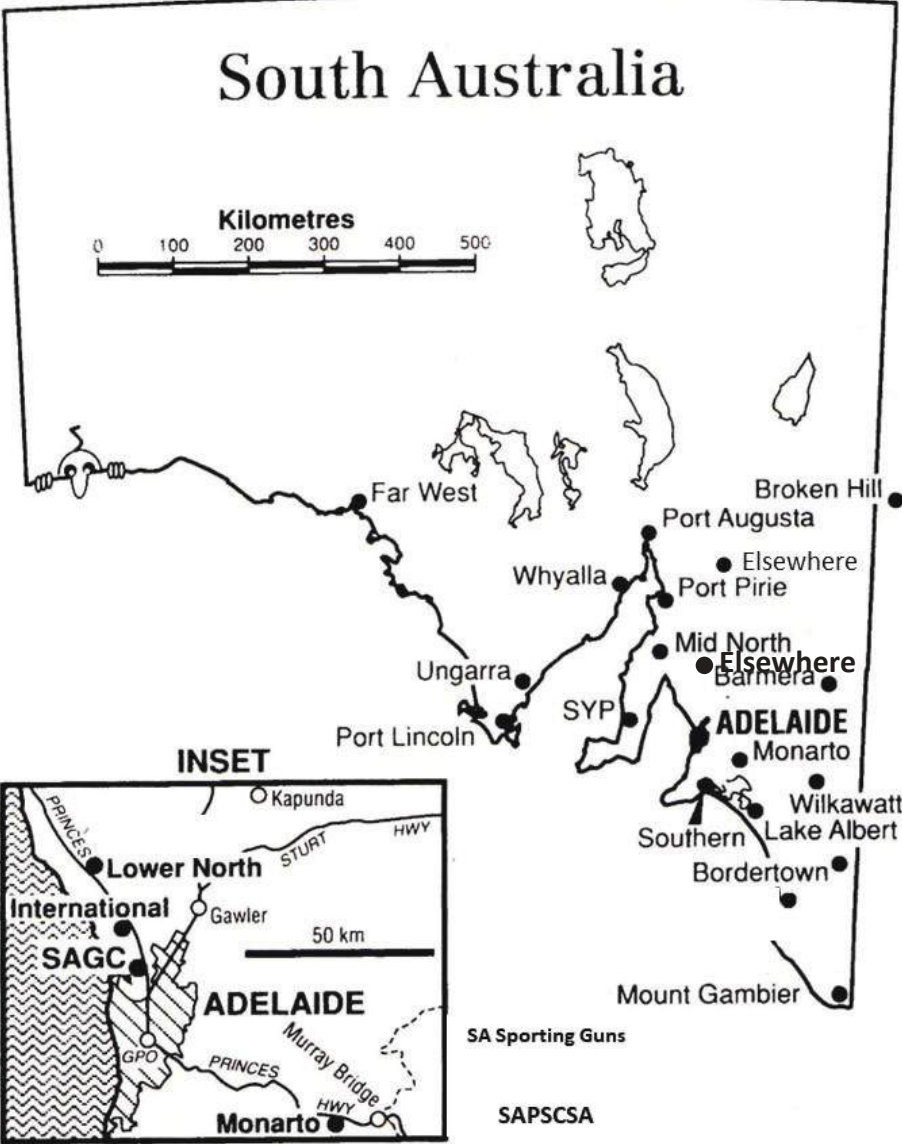 South Australia
Kilometres
0 100 200 300 400 500
Far West
Broken Hill
Port Augusta
Elsewhere
Whyalla
Port Pirie
Mid North
Elsewhere
Ungarra
Barmera
SYP
ADELAIDE
Port Lincoln
Monarto
Wilkawatt
Southern
Lake Albert
Bordertown
Mount Gambier
INSET
Kapunda
PRINCES
STURT HWY
Lower North
International
Gawler
SAGC
50 km
ADELAIDE
GPO
PRINCES HWY
Murray Bridge
Monarto
SA Sporting Guns
SAPSCSA